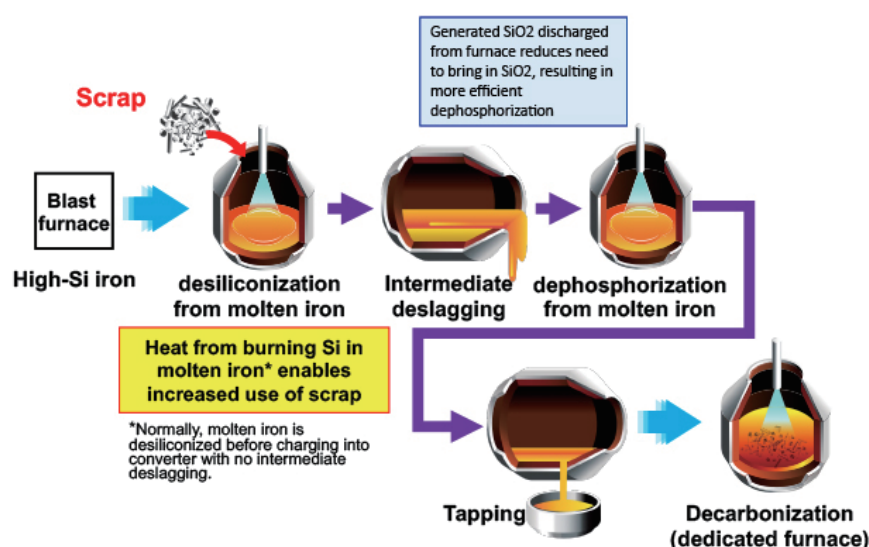 Generated SiO2 discharged
from furnace reduces need
to bring in SiO2, resulting in
more efficient
dephosphorization
Scrap
Blast
furnace
High-Si iron
desiliconization
from molten iron
Intermediate
deslagging
dephosphorization
from molten iron
Heat from burning Si in
molten iron* enables
increased use of scrap
*Normally, molten iron is
desiliconized before charging into
converter with no intermediate
deslagging.
Tapping
Decarbonization
(dedicated furnace)